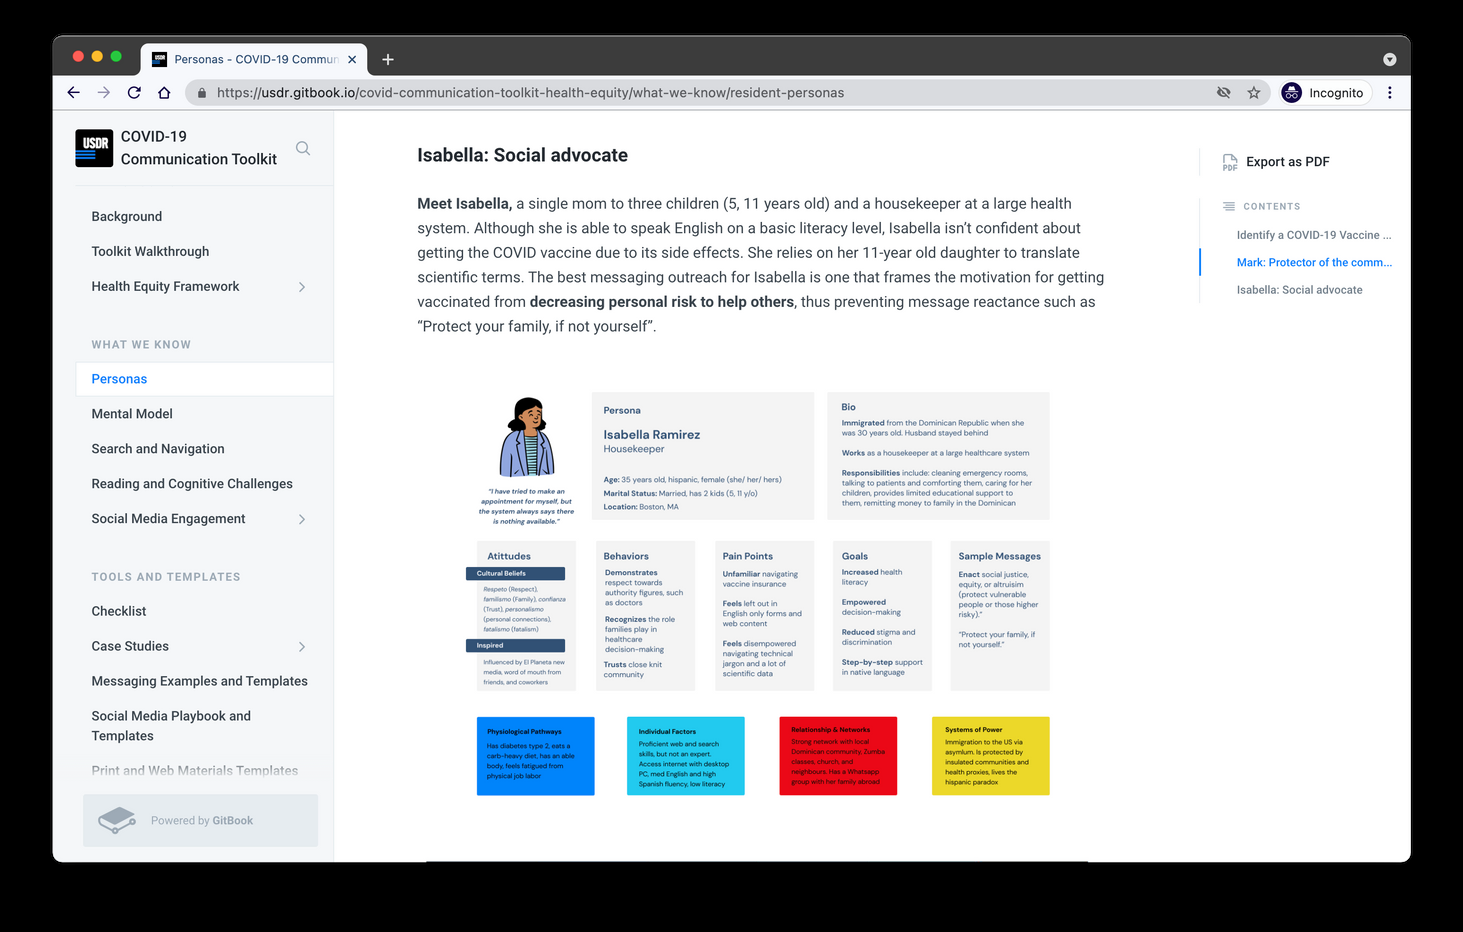 Personas - COVID-19 Commun
https://usdr.gitbook.io/covid-communication-toolkit-health-equity/what-we-know/resident-personas
Incognito
USDR
COVID-19
Communication Toolkit
Background
Toolkit Walkthrough
Health Equity Framework
WHAT WE KNOW
Personas
Mental Model
Search and Navigation
Reading and Cognitive Challenges
Social Media Engagement
TOOLS AND TEMPLATES
Checklist
Case Studies
Messaging Examples and Templates
Social Media Playbook and
Templates
Print and Web Materials Templates
Powered by GitBook
Isabella: Social advocate
Meet Isabella, a single mom to three children (5, 11 years old) and a housekeeper at a large health
system. Although she is able to speak English on a basic literacy level, Isabella isn’t confident about
getting the COVID vaccine due to its side effects. She relies on her 11-year old daughter to translate
scientific terms. The best messaging outreach for Isabella is one that frames the motivation for getting
vaccinated from decreasing personal risk to help others, thus preventing message reactance such as
“Protect your family, if not yourself”.
"I have tried to make an
appointment for myself, but
the system always says there
is nothing available."
Persona
Isabella Ramirez
Housekeeper
Age: 35 years old, hispanic, female (she/ her/ hers)
Marital Status: Married, has 2 kids (5, 11 y/o)
Location: Boston, MA
Bio
Immigrated from the Dominican Republic when she
was 30 years old. Husband stayed behind
Works as a housekeeper at a large healthcare system
Responsibilities include: cleaning emergency rooms,
talking to patients and comforting them, caring for her
children, provides limited educational support to
them, remitting money to family in the Dominican
Atittudes
Cultural Beliefs
Respeto (Respect),
familismo (Family), confianza
(Trust), personalismo
(personal connections),
fatalismo (fatalism)
Inspired
Influenced by El Planeta new
media, word of mouth from
friends, and coworkers
Behaviors
Demonstrates
respect towards
authority figures, such
as doctors
Recognizes the role
families play in
healthcare
decision-making
Trusts close knit
community
Pain Points
Unfamiliar navigating
vaccine insurance
Feels left out in
English only forms and
web content
Feels disempowered
navigating technical
jargon and a lot of
scientific data
Goals
Increased health
literacy
Empowered
decision-making
Reduced stigma and
discrimination
Step-by-step support
in native language
Sample Messages
Enact social justice,
equity, or altruisim
(protect vulnerable
people or those higher
risky)."
"Protect your family, if
not yourself."
Physiological Pathways
Has diabetes type 2, eats a
carb-heavy diet, has an able
body, feels fatigued from
physical job labor
Individual Factors
Proficient web and search
skills, but not an expert.
Access internet with desktop
PC, med English and high
Spanish fluency, low literacy
Relationship & Networks
Strong network with local
Dominican community, Zumba
classes, church, and
neighbours. Has a Whatsapp
group with her family abroad
Systems of Power
Immigration to the US via
asymlum. Is protected by
insulated communities and
health proxies, lives the
hispanic paradox
PDF
Export as PDF
CONTENTS
Identify a COVID-19 Vaccine ...
Mark: Protector of the comm...
Isabella: Social advocate